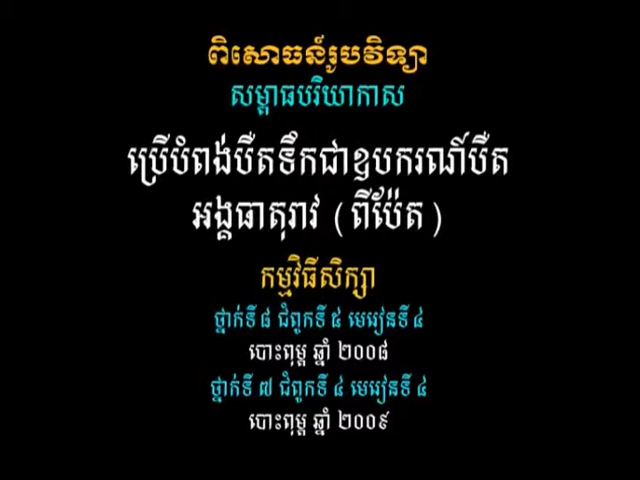 ពិសោធន៍រូបវិទ្យា
សម្ពាធបរិយាកាស
ប្រើបំពង់បឺតទឹកជាឧបករណ៍បឺត
អង្គធាតុរាវ (ពីប៉ែត)
កម្មវិធីសិក្សា
ថ្នាក់ទី៨ ជំពូកទី ៥ មេរៀនទី ៤
បោះពុម្ព ឆ្នាំ ២០០៨
ថ្នាក់ទី ៧ ជំពូកទី ៤ មេរៀនទី ៤
បោះពុម្ព ឆ្នាំ ២០០៩